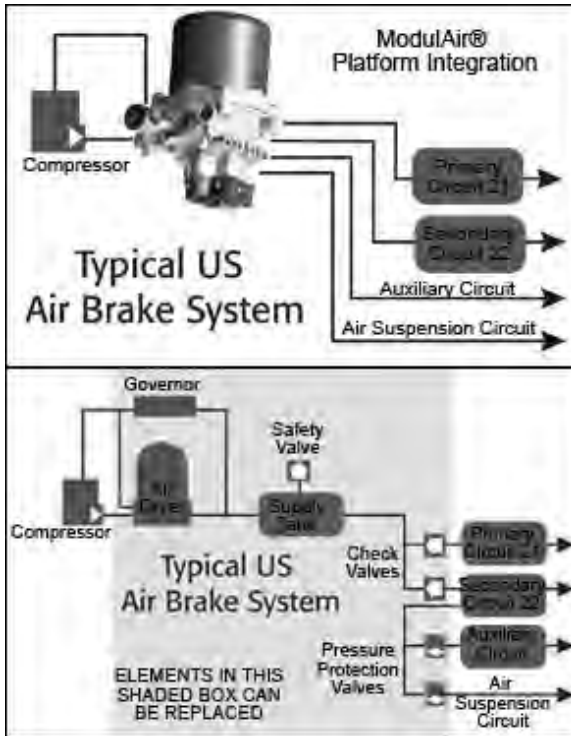 ModulAir®
Platform Integration
Compressor
Primary
Circuit 21
Secondary
Circuit 22
Typical US
Air Brake System
Auxiliary Circuit
Air Suspension Circuit
Governor
Safety
Valve
Air
Dryer
Supply
Tank
Compressor
Check
Valves
Primary
Circuit 21
Secondary
Circuit 22
Typical US
Air Brake System
Pressure
Protection
Valves
Auxiliary
Circuit
Air
Suspension
Circuit
ELEMENTS IN THIS
SHADED BOX CAN
BE REPLACED